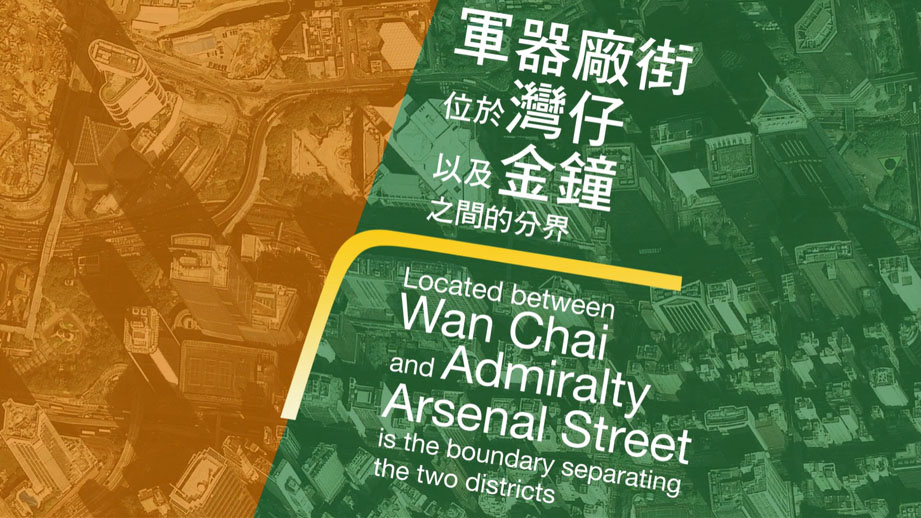 軍器廠街
位於灣仔
以及金鐘
之間的分界
Located between
Wan Chai
and Admiralty
Arsenal Street
is the boundary separating
the two districts